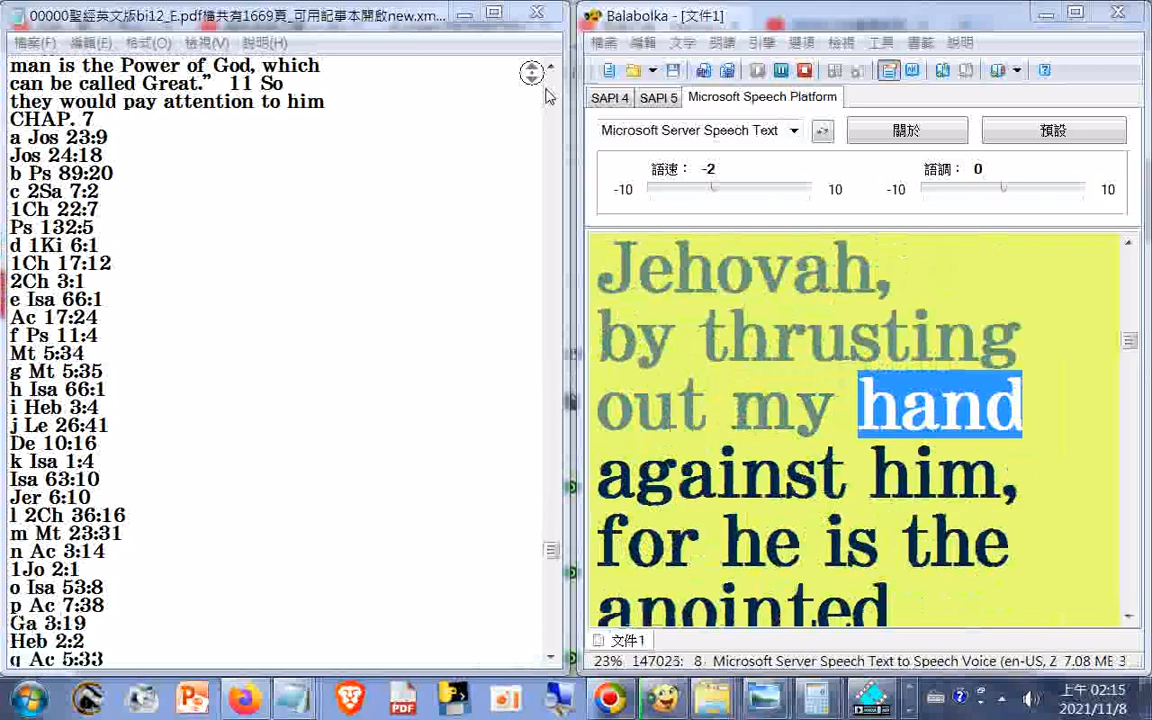 00000聖經英文版bi12_E.pdf檔共有1669頁_可用記事本開啟new.xm...
檔案(F) 編輯(E) 格式(O) 檢視(V) 說明(H)
man is the Power of God, which
can be called Great.” 11 So
they would pay attention to him
CHAP. 7
a Jos 23:9
Jos 24:18
b Ps 89:20
c 2Sa 7:2
1Ch 22:7
Ps 132:5
d 1Ki 6:1
1Ch 17:12
2Ch 3:1
e Isa 66:1
Ac 17:24
f Ps 11:4
Mt 5:34
g Mt 5:35
h Isa 66:1
i Heb 3:4
j Le 26:41
De 10:16
k Isa 1:4
Isa 63:10
Jer 6:10
l 2Ch 36:16
m Mt 23:31
n Ac 3:14
1Jo 2:1
o Isa 53:8
p Ac 7:38
Ga 3:19
Heb 2:2
q Ac 5:33
Balabolka - [文件1]
檔案 編輯 文字 朗讀 引擎 選項 檢視 工具 書籤 說明
SAPI 4 SAPI 5 Microsoft Speech Platform
Microsoft Server Speech Text 關於 預設
語速： -2 語調： 0
-10 10 -10 10
Jehovah,
by thrusting
out my hand
against him,
for he is the
anointed
文件1
23% 147023: 8 Microsoft Server Speech Text to Speech Voice (en-US, Z 7.08 ME 3
PDF
上午 02:15
2021/11/8